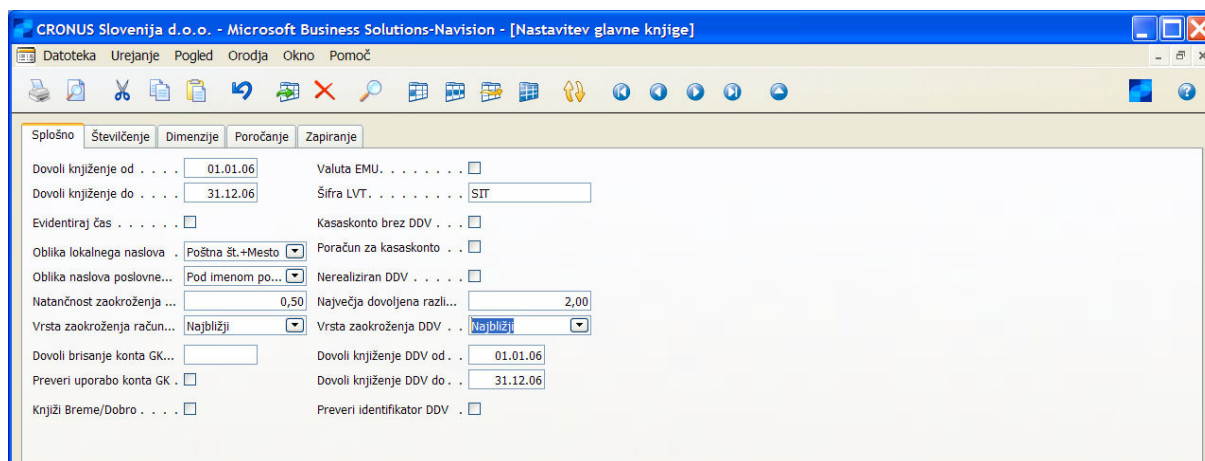 CRONUS Slovenija d.o.o. - Microsoft Business Solutions-Navision - [Nastavitev glavne knjige]
Datoteka Urejanje Pogled Orodja Okno Pomoč
Splošno Številčenje Dimenzije Poročanje Zapiranje
Dovoli knjiženje od . . . . 01.01.06 Valuta EMU. . . . . . . .
Dovoli knjiženje do . . . . 31.12.06 Šifra LVT. . . . . . . . . SIT
Evidentiraj čas . . . . . . Kasaskonto brez DDV . . .
Oblika lokalnega naslova . Poštna št.+Mesto Poračun za kasaskonto . .
Oblika naslova poslovne... Pod imenom po... Nerealiziran DDV . . . . .
Natančnost zaokroženja ... 0,50 Največja dovoljena razli... 2,00
Vrsta zaokroženja račun... Najbližji Vrsta zaokroženja DDV . . Najbližji
Dovoli brisanje konta GK... Dovoli knjiženje DDV od . . 01.01.06
Preveri uporabo konta GK . Dovoli knjiženje DDV do . . 31.12.06
Knjiži Breme/Dobro . . . . Preveri identifikator DDV .